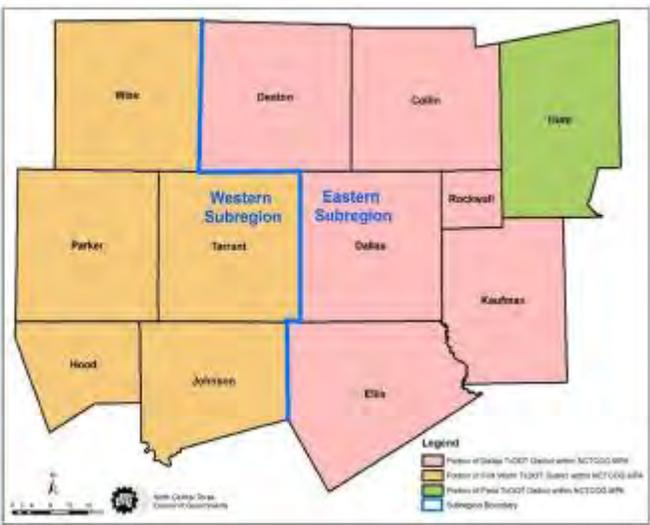 Wise
Denton
Collin
Hunt
Western
Subregion
Eastern
Subregion
Rockwall
Parker
Tarrant
Dallas
Kaufman
Hood
Johnson
Ellis
Legend
Portion of Dallas TxDOT District within NCTCOG MPA
Portion of Fort Worth TxDOT District within NCTCOG MPA
Portion of Paris TxDOT District within NCTCOG MPA
Subregion Boundary
North Central Texas
Council of Governments